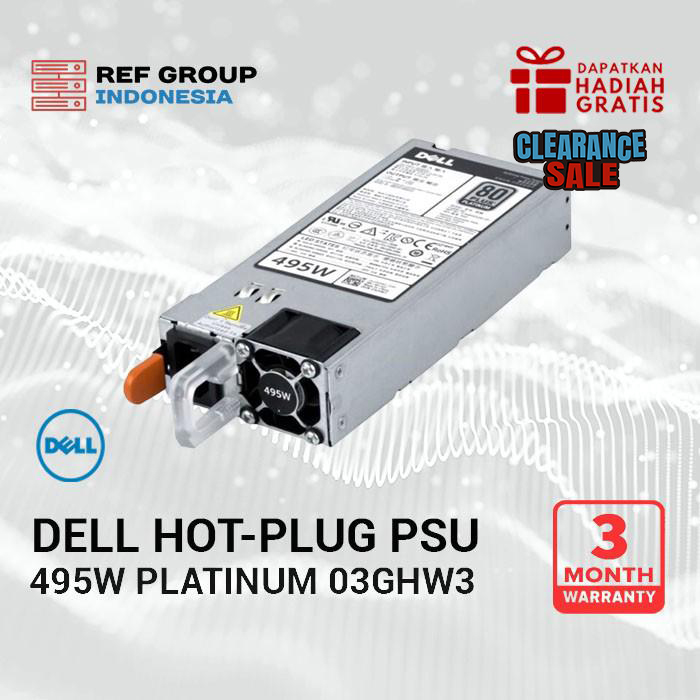 REF GROUP
INDONESIA
DAPATKAN
HADIAH
GRATIS
CLEARANCE
SALE
DELL
80
PLUS
PLATINUM
495W
495W
DELL
DELL HOT-PLUG PSU
495W PLATINUM 03GHW3
3
MONTH
WARRANTY